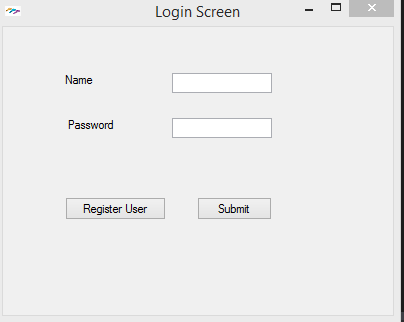 Login Screen
Name
Password
Register User
Submit